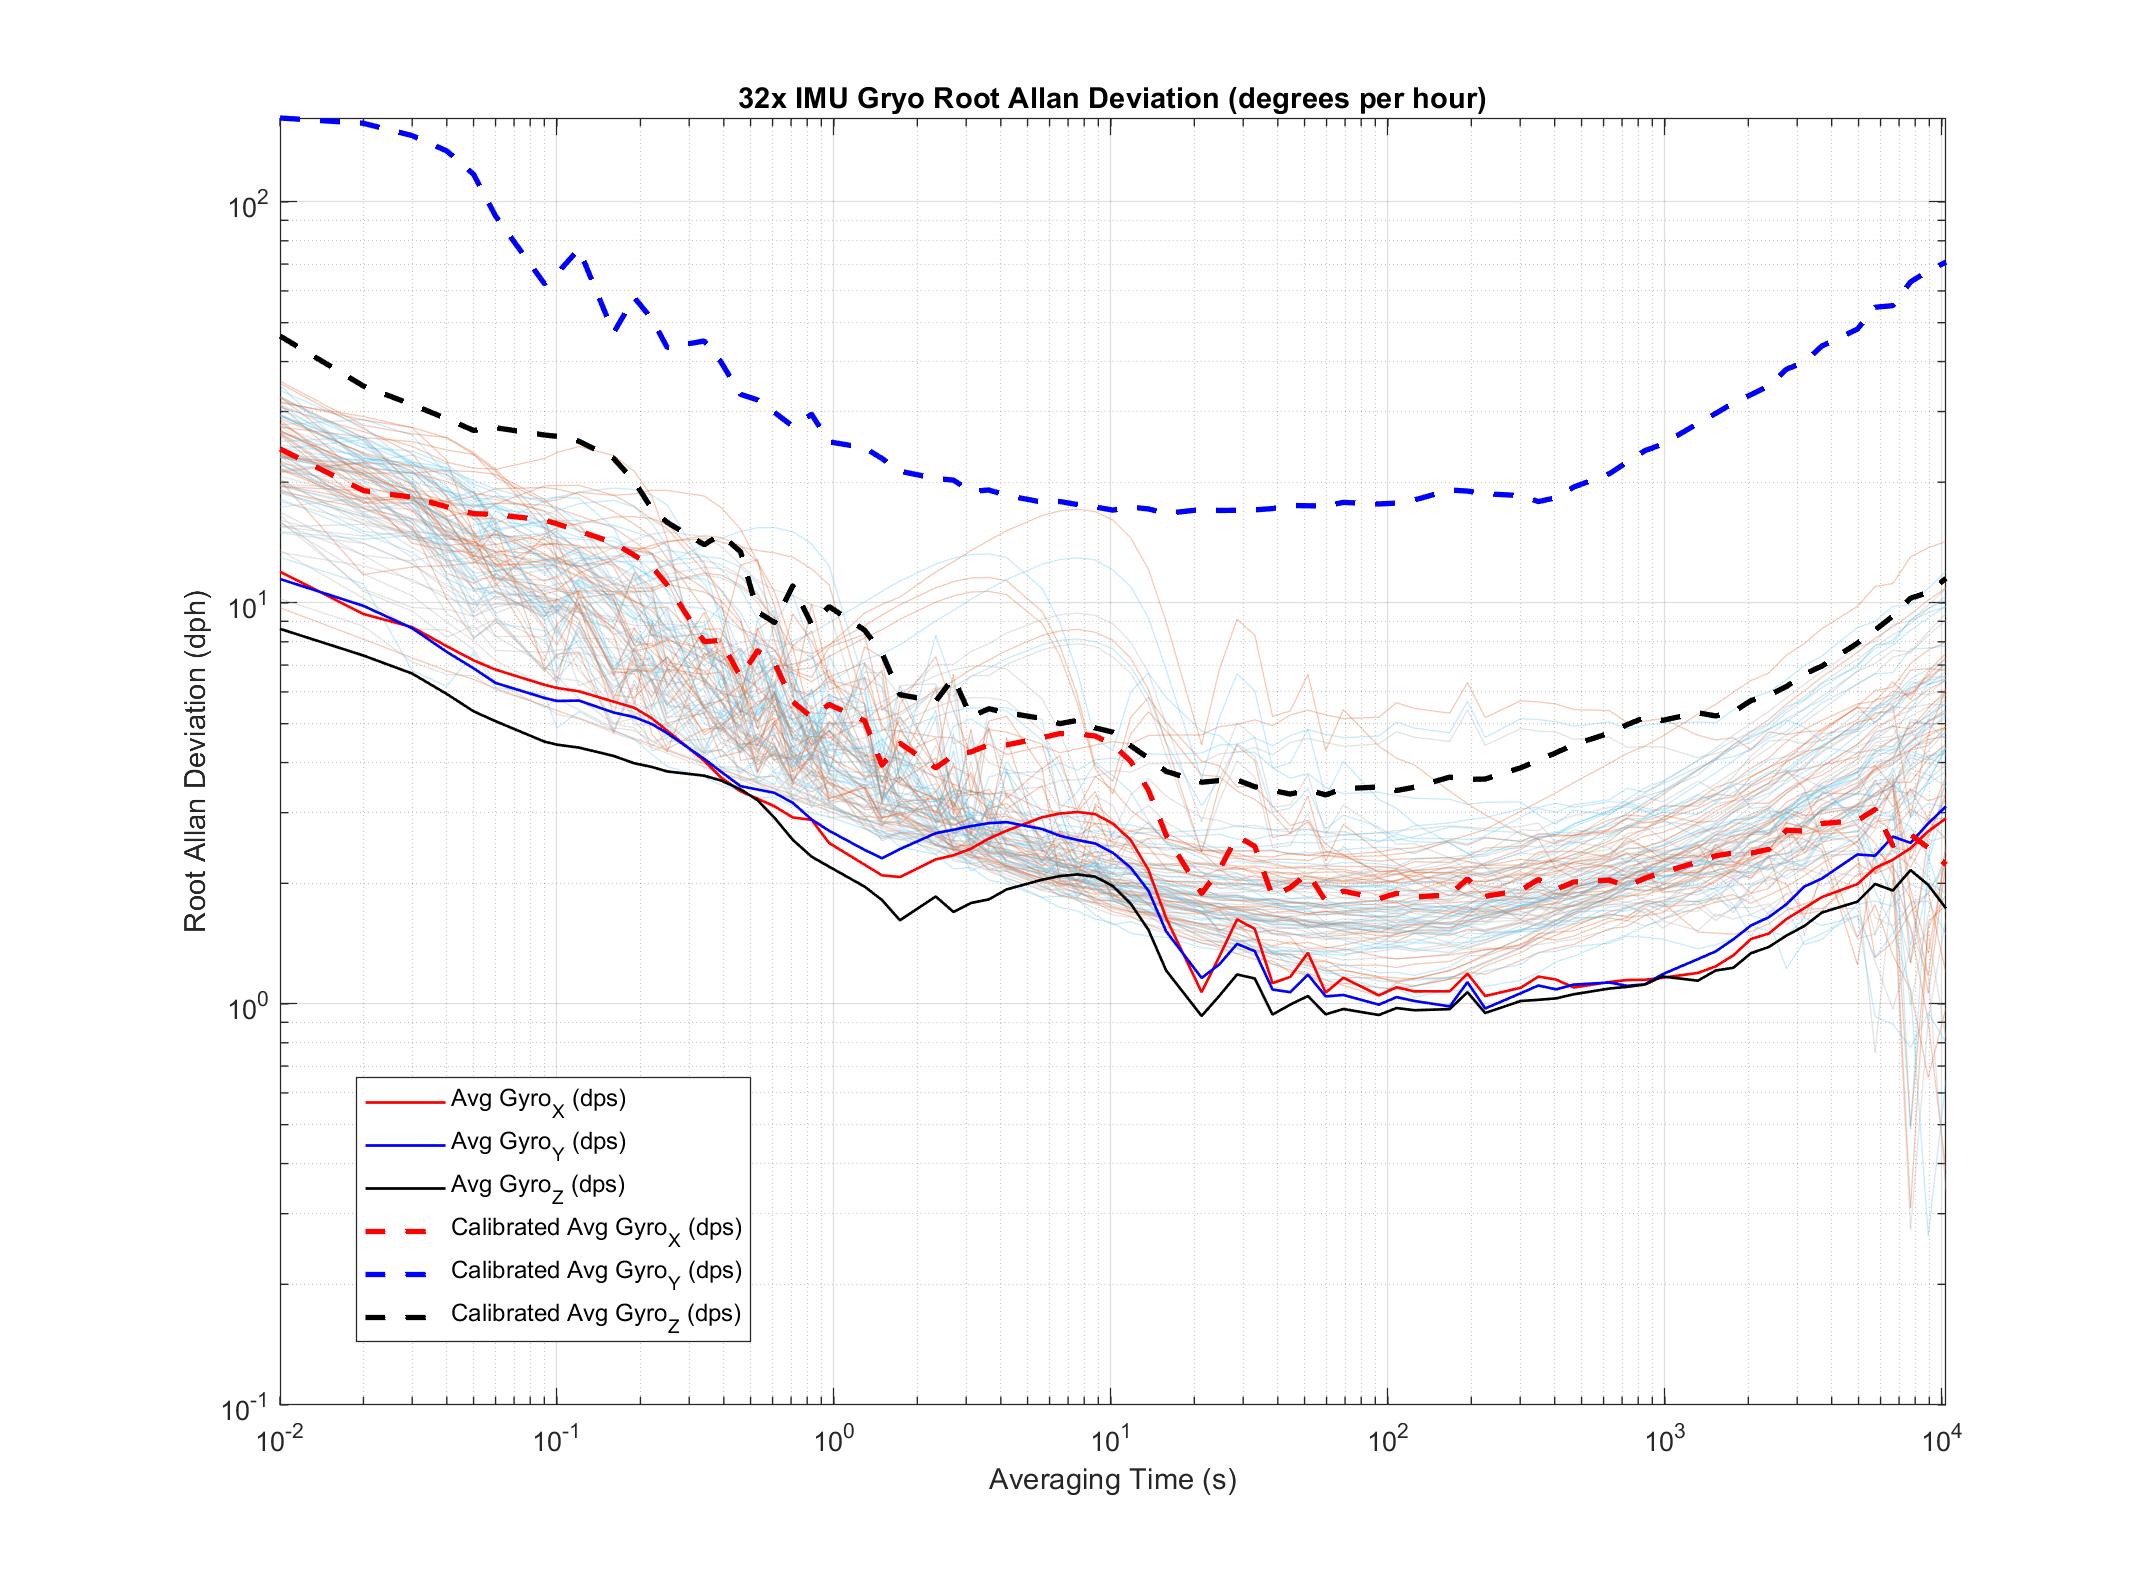 32x IMU Gryo Root Allan Deviation (degrees per hour)
Root Allan Deviation (dph)
10^2
10^1
10^0
10^-1
Avg Gyro_X (dps)
Avg Gyro_Y (dps)
Avg Gyro_Z (dps)
Calibrated Avg Gyro_X (dps)
Calibrated Avg Gyro_Y (dps)
Calibrated Avg Gyro_Z (dps)
10^-2 10^-1 10^0 10^1 10^2 10^3 10^4
Averaging Time (s)